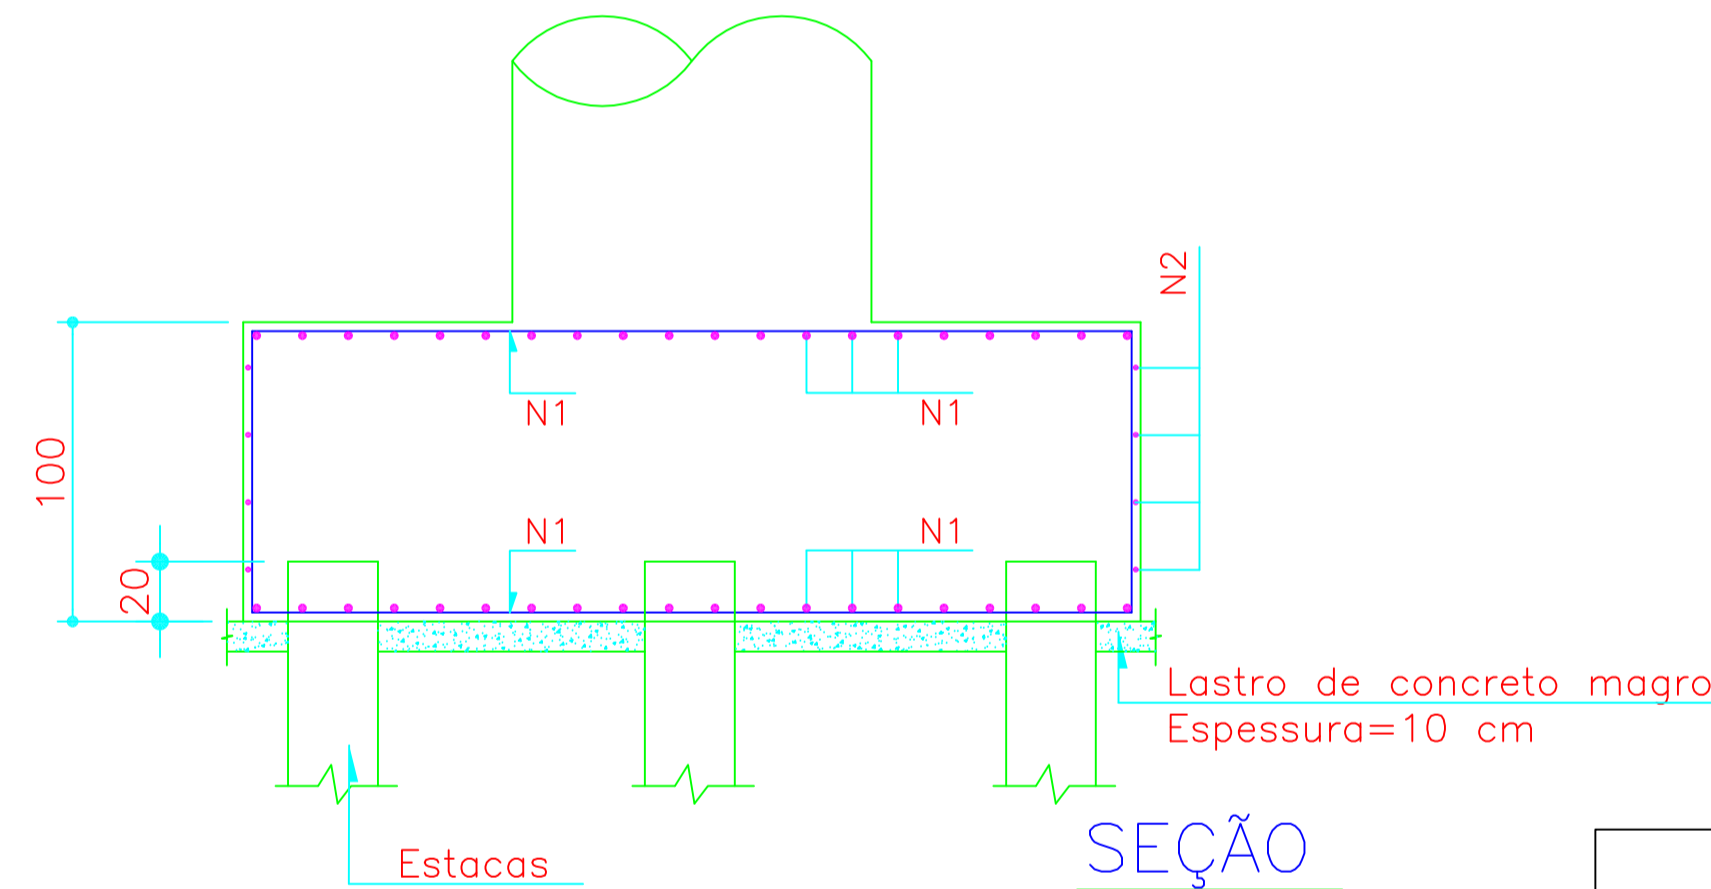 N2
N1
N1
100
N1
N1
20
Lastro de concreto magro
Espessura=10 cm
SEÇÃO
Estacas